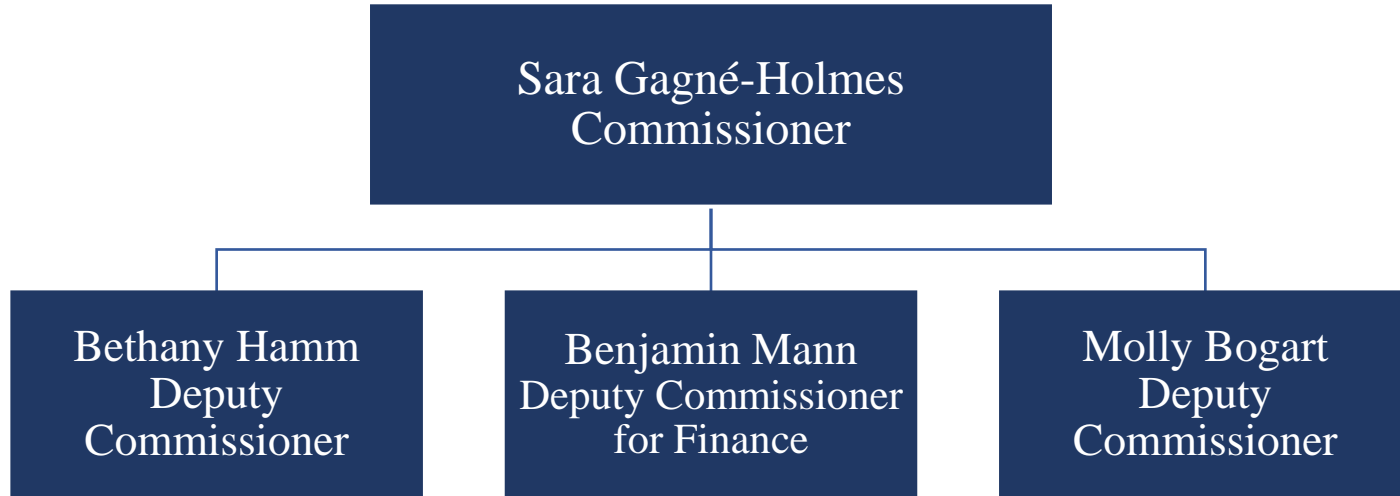 Sara Gagné-Holmes
Commissioner
Bethany Hamm
Deputy
Commissioner
Benjamin Mann
Deputy Commissioner
for Finance
Molly Bogart
Deputy
Commissioner